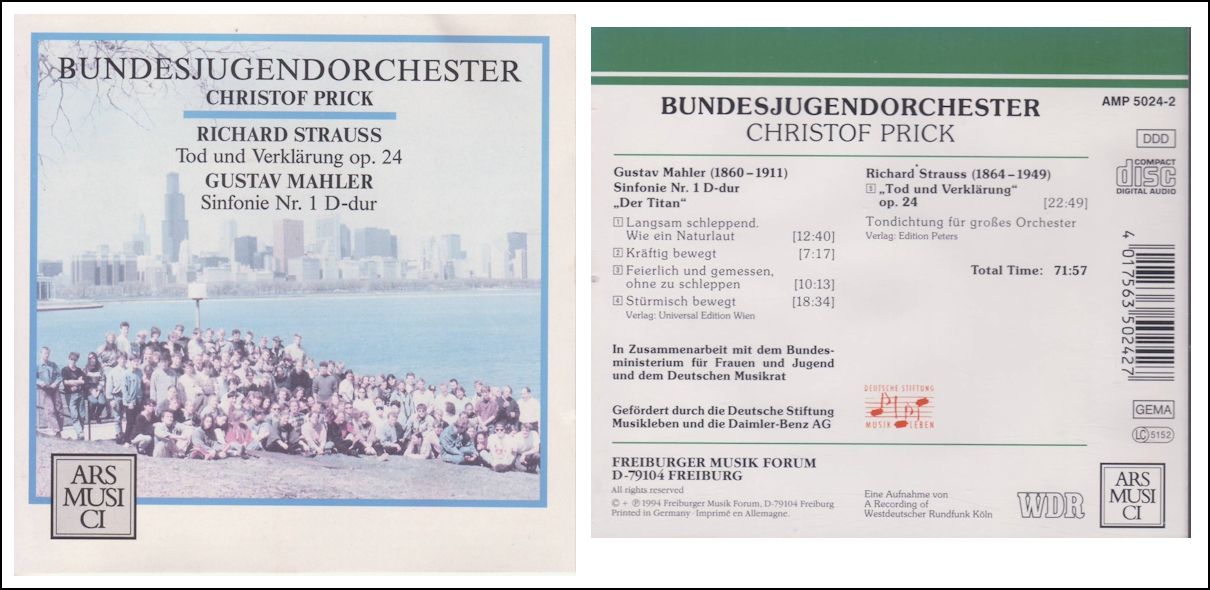 BUNDESJUGENDORCHESTER
CHRISTOF PRICK
RICHARD STRAUSS
Tod und Verklärung op. 24
GUSTAV MAHLER
Sinfonie Nr. 1 D-dur
ARS
MUSI
CI
BUNDESJUGENDORCHESTER
CHRISTOF PRICK
AMP 5024-2
DDD
COMPACT
disc
DIGITAL AUDIO
Gustav Mahler (1860–1911)
Sinfonie Nr. 1 D-dur
„Der Titan“
1 Langsam schleppend.
Wie ein Naturlaut [12:40]
2 Kräftig bewegt [7:17]
3 Feierlich und gemessen,
ohne zu schleppen [10:13]
4 Stürmisch bewegt [18:34]
Verlag: Universal Edition Wien
Richard Strauss (1864–1949)
5 „Tod und Verklärung“
op. 24 [22:49]
Tondichtung für großes Orchester
Verlag: Edition Peters
Total Time: 71:57
4 017563 502427
In Zusammenarbeit mit dem Bundes-
ministerium für Frauen und Jugend
und dem Deutschen Musikrat
Gefördert durch die Deutsche Stiftung
Musikleben und die Daimler-Benz AG
DEUTSCHE STIFTUNG
MUSIK LEBEN
GEMA
LC 5152
FREIBURGER MUSIK FORUM
D-79104 FREIBURG
All rights reserved
© + ℗ 1994 Freiburger Musik Forum, D-79104 Freiburg
Printed in Germany · Imprimé en Allemagne.
Eine Aufnahme von
A Recording of
Westdeutscher Rundfunk Köln
WDR
ARS
MUSI
CI